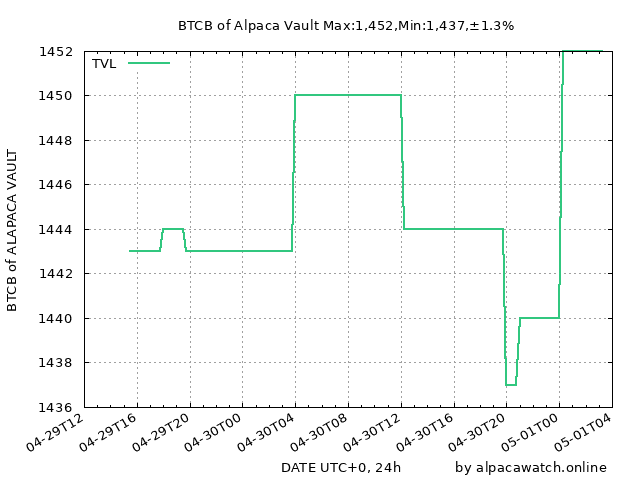 BTCB of Alpaca Vault Max:1,452,Min:1,437,±1.3%
TVL
BTCB of ALAPACA VAULT
1452
1450
1448
1446
1444
1442
1440
1438
1436
04-29T12
04-29T16
04-29T20
04-30T00
04-30T04
04-30T08
04-30T12
04-30T16
04-30T20
05-01T00
05-01T04
DATE UTC+0, 24h
by alpacawatch.online